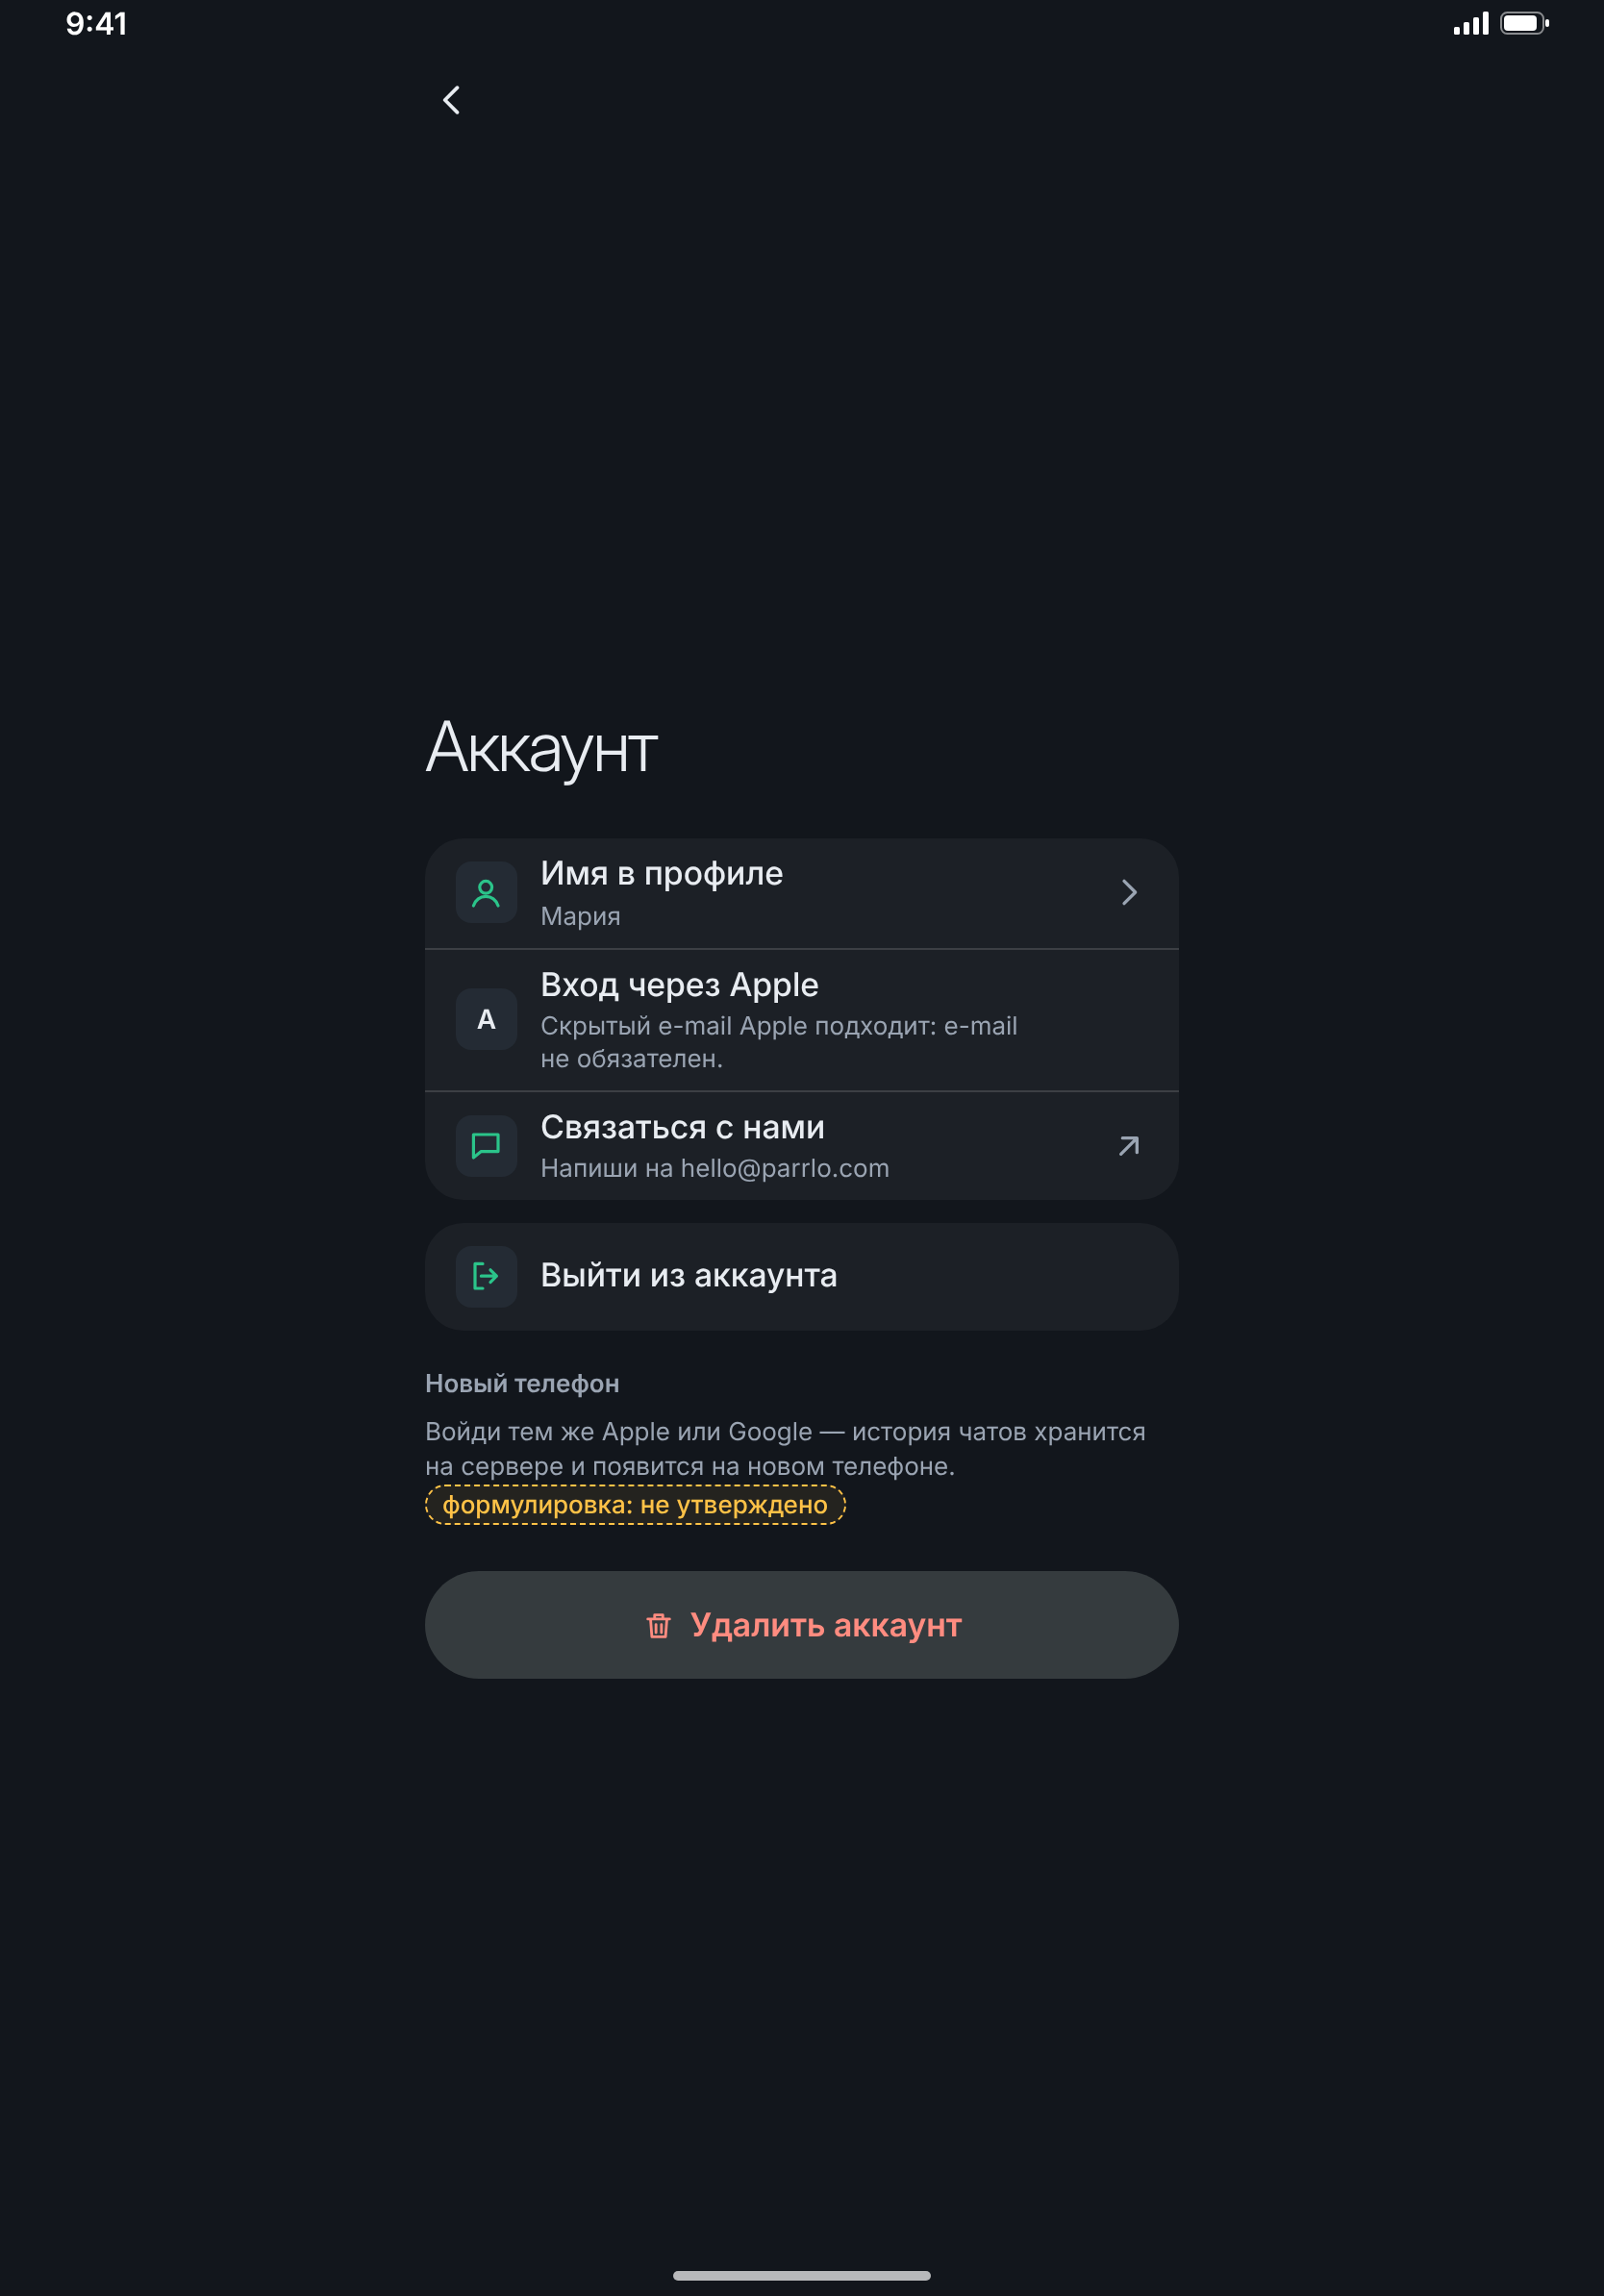 9:41
Аккаунт
Имя в профиле
Мария
A
Вход через Apple
Скрытый e-mail Apple подходит: e-mail
не обязателен.
Связаться с нами
Напиши на hello@parrlo.com
Выйти из аккаунта
Новый телефон
Войди тем же Apple или Google — история чатов хранится
на сервере и появится на новом телефоне.
формулировка: не утверждено
Удалить аккаунт